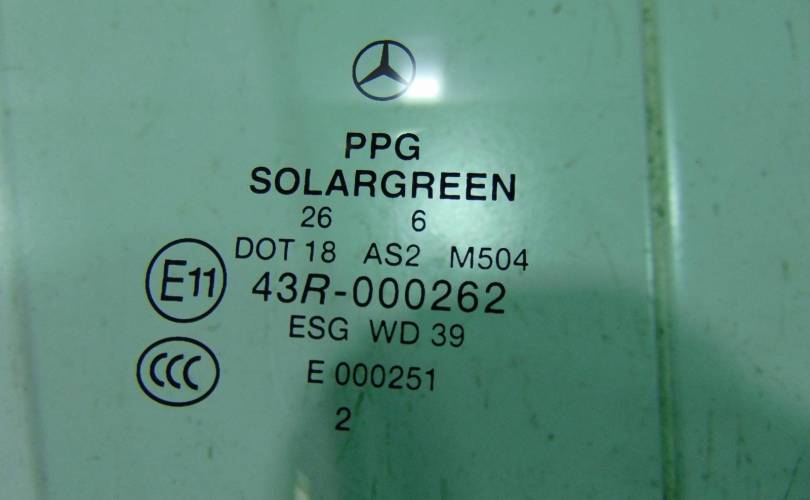 PPG
SOLARGREEN
26 6
DOT 18 AS2 M504
E11 43R-000262
ESG WD 39
CCC E 000251
2